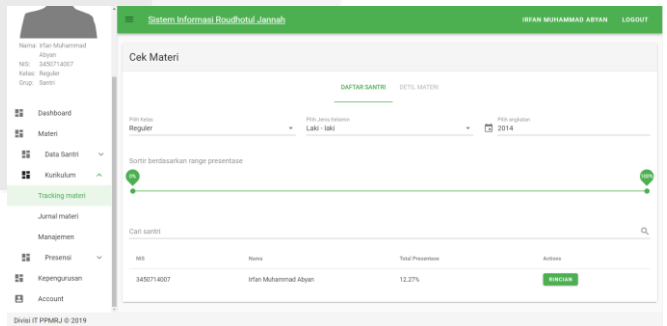 Sistem Informasi Roudhotul Jannah
IRFAN MUHAMMAD ABYAN
LOGOUT
Nama: Irfan Muhammad
Abyan
NIS: 3450714007
Kelas: Reguler
Grup: Santri
Dashboard
Materi
Data Santri
Kurikulum
Tracking materi
Jurnal materi
Manajemen
Presensi
Kepengurusan
Account
Divisi IT PPMRJ © 2019
Cek Materi
DAFTAR SANTRI
DETIL MATERI
Pilih Kelas
Reguler
Pilih Jenis Kelamin
Laki - laki
Pilih angkatan
2014
Sortir berdasarkan range presentase
0%
100%
Cari santri
NIS Nama Total Presentase Actions
3450714007 Irfan Muhammad Abyan 12.27% RINCIAN